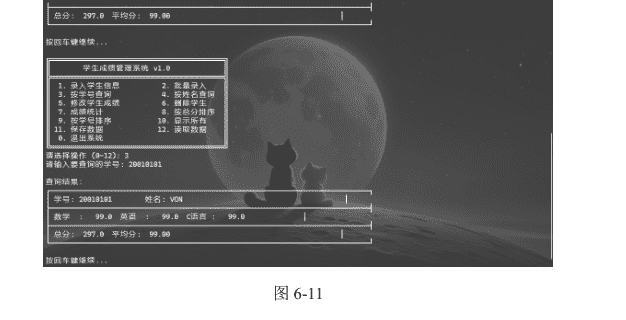 总分： 297.0 平均分： 99.00
按回车键继续...
学生成绩管理系统 v1.0
1. 录入学生信息 2. 批量录入
3. 按学号查询 4. 按姓名查询
5. 修改学生成绩 6. 删除学生
7. 成绩统计 8. 按总分排序
9. 按学号排序 10. 显示所有
11. 保存数据 12. 读取数据
0. 退出系统
请选择操作 (0-12): 3
请输入要查询的学号: 20010101
查询结果:
学号: 20010101 姓名: VON
数学 ： 99.0 英语 ： 99.0 C语言 ： 99.0
总分： 297.0 平均分： 99.00
按回车键继续...
图 6-11